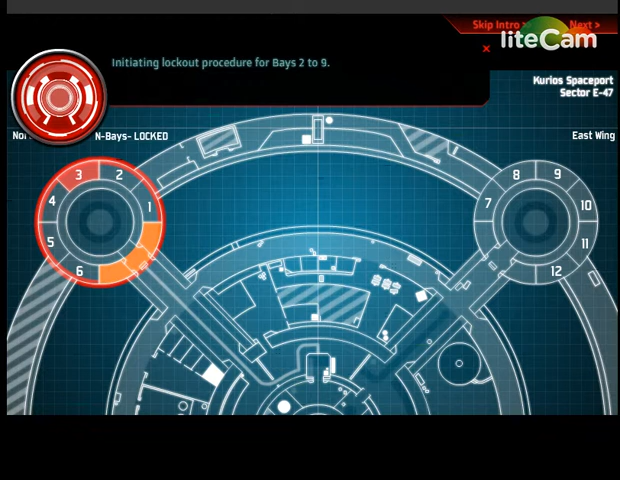 Skip Intro >
Next >
liteCam
Initiating lockout procedure for Bays 2 to 9.
Kurios Spaceport
Sector E-47
N-Bays- LOCKED
East Wing
3
2
4
1
5
6
8
9
7
10
11
12